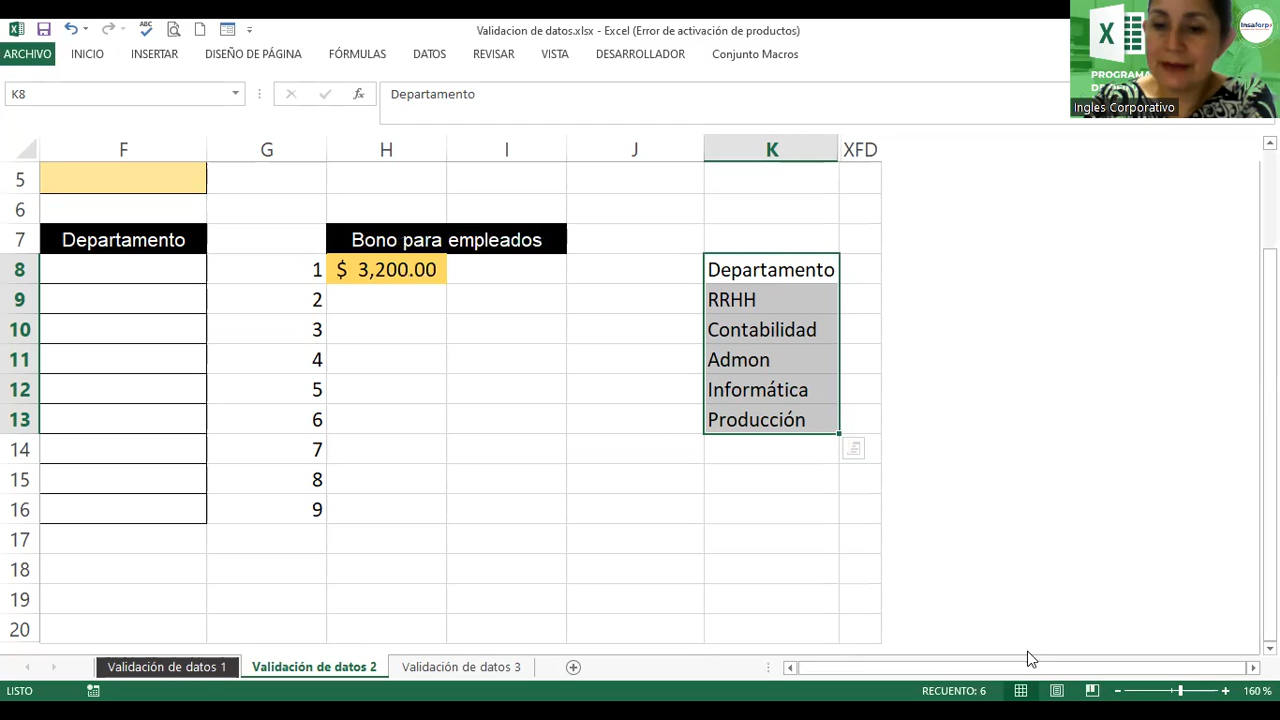 Validacion de datos.xlsx - Excel (Error de activación de productos)
ARCHIVO INICIO INSERTAR DISEÑO DE PÁGINA FÓRMULAS DATOS REVISAR VISTA DESARROLLADOR Conjunto Macros
PROGRAMA
Insaforp
Ingles Corporativo
K8 fx Departamento
F G H I J K XFD
5
6
7 Departamento Bono para empleados
8 1 $ 3,200.00 Departamento
9 2 RRHH
10 3 Contabilidad
11 4 Admon
12 5 Informática
13 6 Producción
14 7
15 8
16 9
17
18
19
20
Validación de datos 1 Validación de datos 2 Validación de datos 3
LISTO RECUENTO: 6 160 %